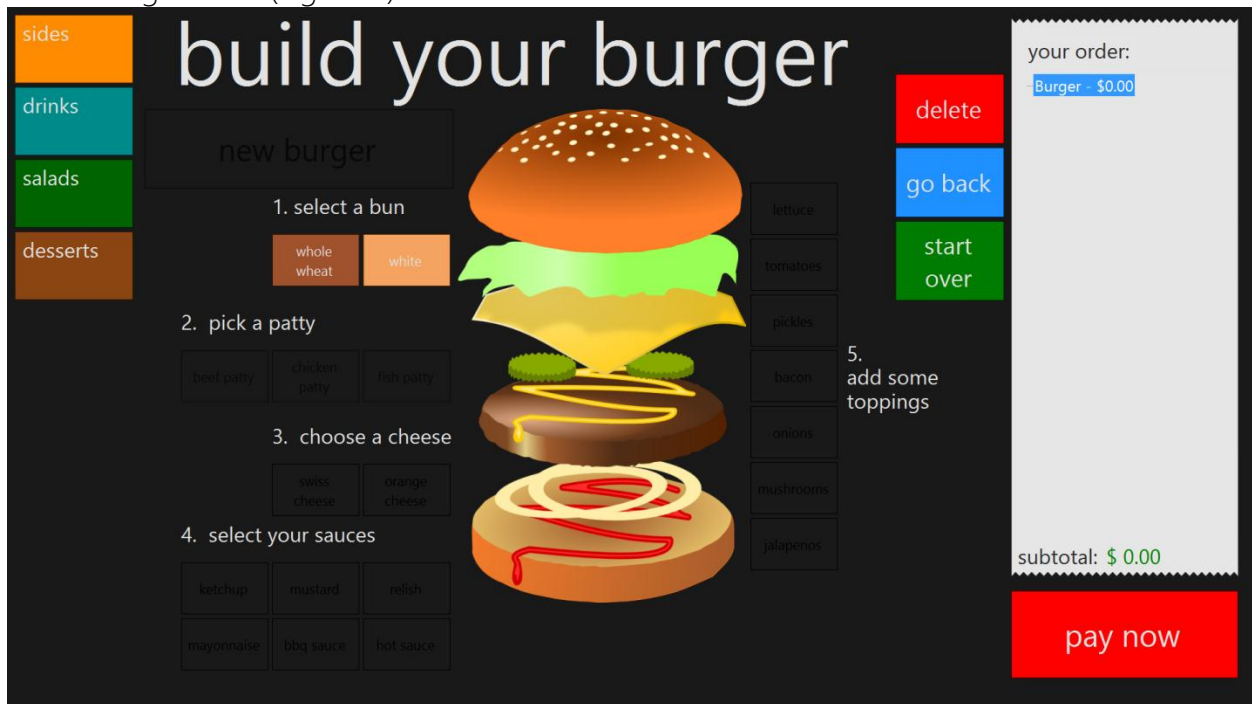 sides
drinks
salads
desserts
build your burger
new burger
1. select a bun
whole
wheat
white
2. pick a patty
beef patty
chicken
patty
fish patty
3. choose a cheese
swiss
cheese
orange
cheese
4. select your sauces
ketchup
mustard
relish
mayonnaise
bbq sauce
hot sauce
lettuce
tomatoes
pickles
bacon
onions
mushrooms
jalapenos
5.
add some
toppings
delete
go back
start
over
your order:
Burger - $0.00
subtotal: $ 0.00
pay now